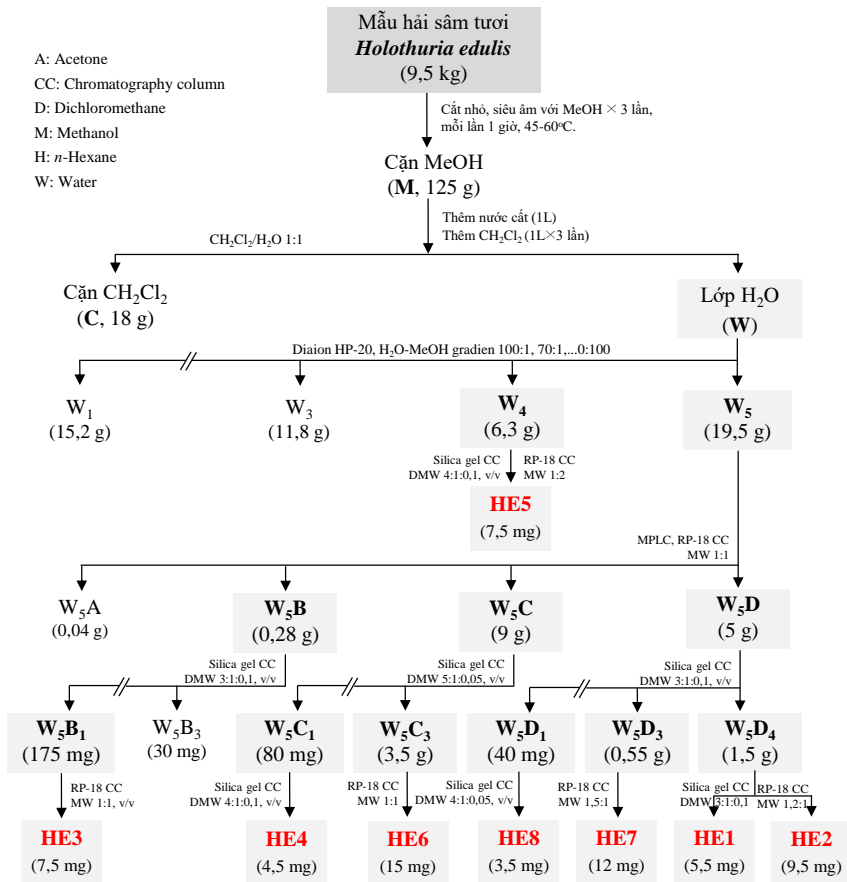 Mẫu hải sâm tươi
Holothuria edulis
(9,5 kg)
A: Acetone
CC: Chromatography column
D: Dichloromethane
M: Methanol
H: n-Hexane
W: Water
Cắt nhỏ, siêu âm với MeOH × 3 lần,
mỗi lần 1 giờ, 45-60°C.
Cặn MeOH
(M, 125 g)
Thêm nước cất (1L)
Thêm CH₂Cl₂ (1L×3 lần)
CH₂Cl₂/H₂O 1:1
Cặn CH₂Cl₂
(C, 18 g)
Lớp H₂O
(W)
Diaion HP-20, H₂O-MeOH gradien 100:1, 70:1,...0:100
W₁
(15,2 g)
W₃
(11,8 g)
W₄
(6,3 g)
W₅
(19,5 g)
Silica gel CC
DMW 4:1:0,1, v/v
RP-18 CC
MW 1:2
HE5
(7,5 mg)
MPLC, RP-18 CC
MW 1:1
W₅A
(0,04 g)
W₅B
(0,28 g)
W₅C
(9 g)
W₅D
(5 g)
Silica gel CC
DMW 3:1:0,1, v/v
Silica gel CC
DMW 5:1:0,05, v/v
Silica gel CC
DMW 3:1:0,1, v/v
W₅B₁
(175 mg)
W₅B₃
(30 mg)
W₅C₁
(80 mg)
W₅C₃
(3,5 g)
W₅D₁
(40 mg)
W₅D₃
(0,55 g)
W₅D₄
(1,5 g)
RP-18 CC
MW 1:1, v/v
Silica gel CC
DMW 4:1:0,1, v/v
RP-18 CC
MW 1:1
Silica gel CC
DMW 4:1:0,05, v/v
RP-18 CC
MW 1,5:1
Silica gel CC
DMW 3:1:0,1
RP-18 CC
MW 1,2:1
HE3
(7,5 mg)
HE4
(4,5 mg)
HE6
(15 mg)
HE8
(3,5 mg)
HE7
(12 mg)
HE1
(5,5 mg)
HE2
(9,5 mg)